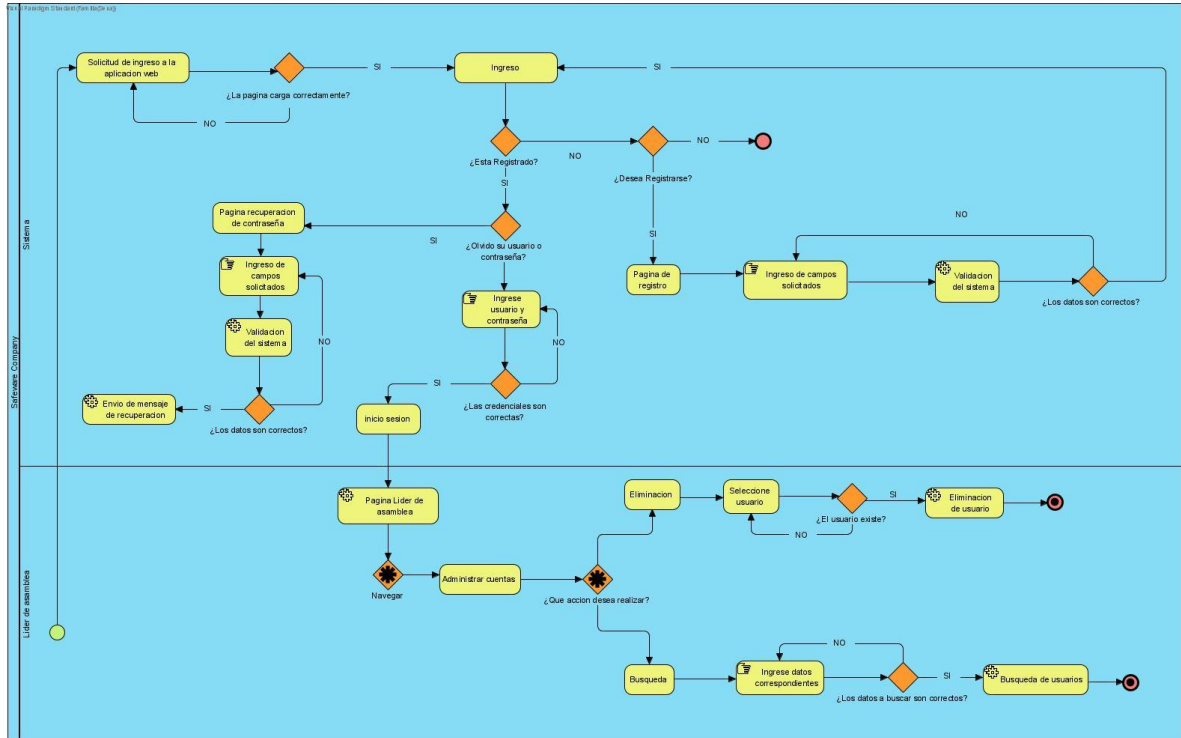 Visual Paradigm Standard
Safeware Company
Sistema
Solicitud de ingreso a la
aplicacion web
¿La pagina carga correctamente?
NO
SI
Ingreso
SI
¿Esta Registrado?
NO
¿Desea Registrarse?
NO
SI
SI
Pagina recuperacion
de contraseña
SI
¿Olvido su usuario o
contraseña?
Ingreso de
campos
solicitados
Validacion
del sistema
NO
¿Los datos son correctos?
SI
Envio de mensaje
de recuperacion
Ingrese
usuario y
contraseña
NO
¿Las credenciales son
correctas?
SI
inicio sesion
Pagina de
registro
Ingreso de campos
solicitados
Validacion
del sistema
NO
¿Los datos son correctos?
Lider de asamblea
Pagina Lider de
asamblea
Navegar
Administrar cuentas
¿Que accion desea realizar?
Eliminacion
Seleccione
usuario
¿El usuario existe?
NO
SI
Eliminacion
de usuario
Busqueda
Ingrese datos
correspondientes
NO
¿Los datos a buscar son correctos?
SI
Busqueda de usuarios